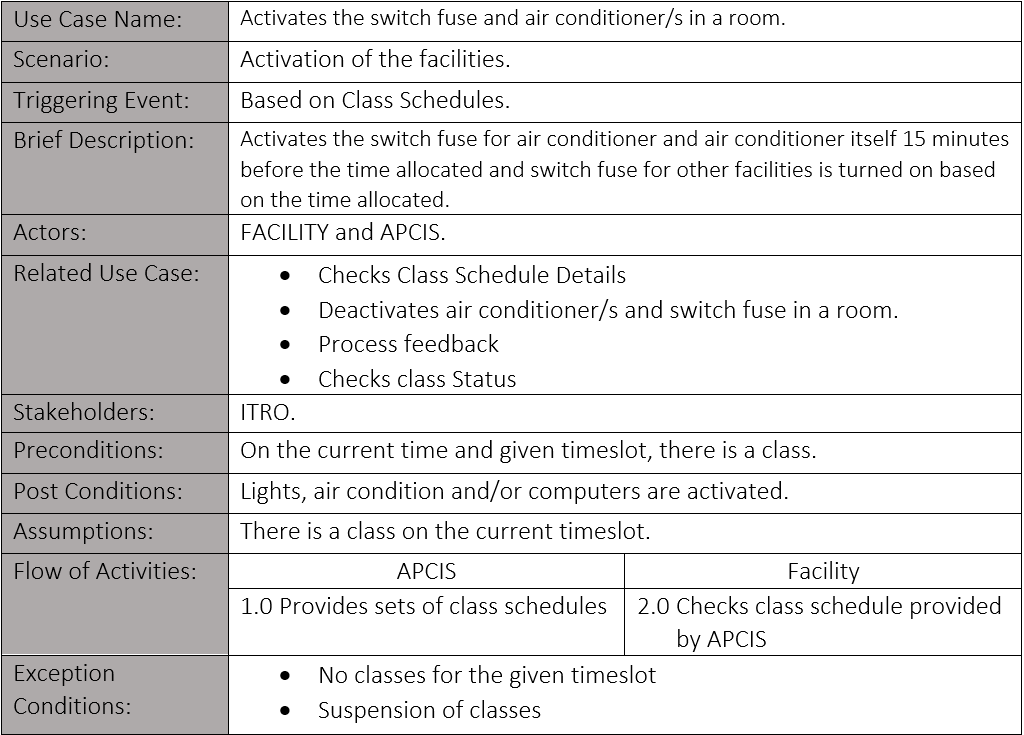 Use Case Name: Activates the switch fuse and air conditioner/s in a room.
Scenario: Activation of the facilities.
Triggering Event: Based on Class Schedules.
Brief Description: Activates the switch fuse for air conditioner and air conditioner itself 15 minutes
before the time allocated and switch fuse for other facilities is turned on based
on the time allocated.
Actors: FACILITY and APCIS.
Related Use Case: • Checks Class Schedule Details
• Deactivates air conditioner/s and switch fuse in a room.
• Process feedback
• Checks class Status
Stakeholders: ITRO.
Preconditions: On the current time and given timeslot, there is a class.
Post Conditions: Lights, air condition and/or computers are activated.
Assumptions: There is a class on the current timeslot.
Flow of Activities: APCIS Facility
1.0 Provides sets of class schedules 2.0 Checks class schedule provided
by APCIS
Exception • No classes for the given timeslot
Conditions: • Suspension of classes